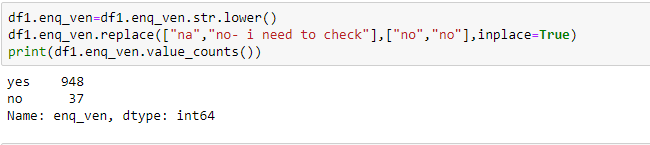 df1.enq_ven=df1.enq_ven.str.lower()
df1.enq_ven.replace(["na","no- i need to check"],["no","no"],inplace=True)
print(df1.enq_ven.value_counts())
yes    948
no      37
Name: enq_ven, dtype: int64